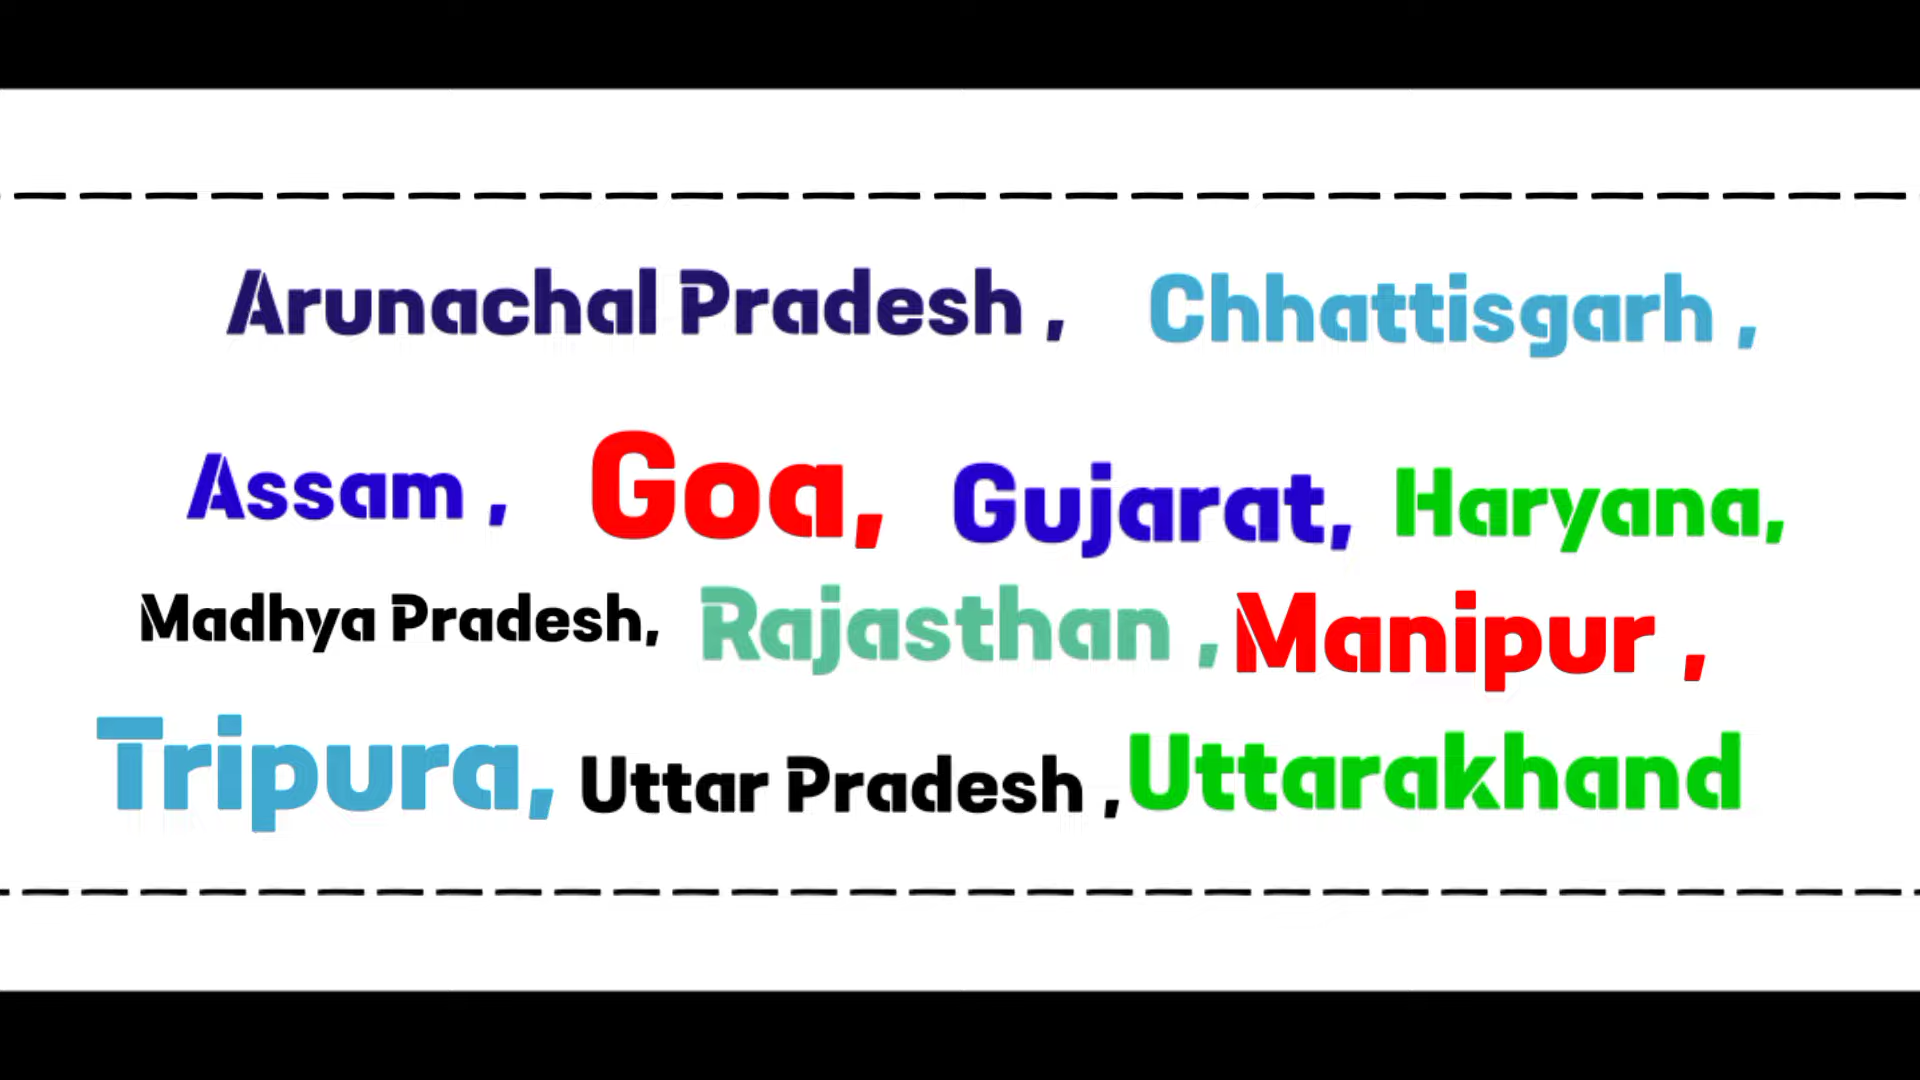 Arunachal Pradesh , Chhattisgarh ,
Assam , Goa, Gujarat, Haryana,
Madhya Pradesh, Rajasthan , Manipur ,
Tripura, Uttar Pradesh , Uttarakhand